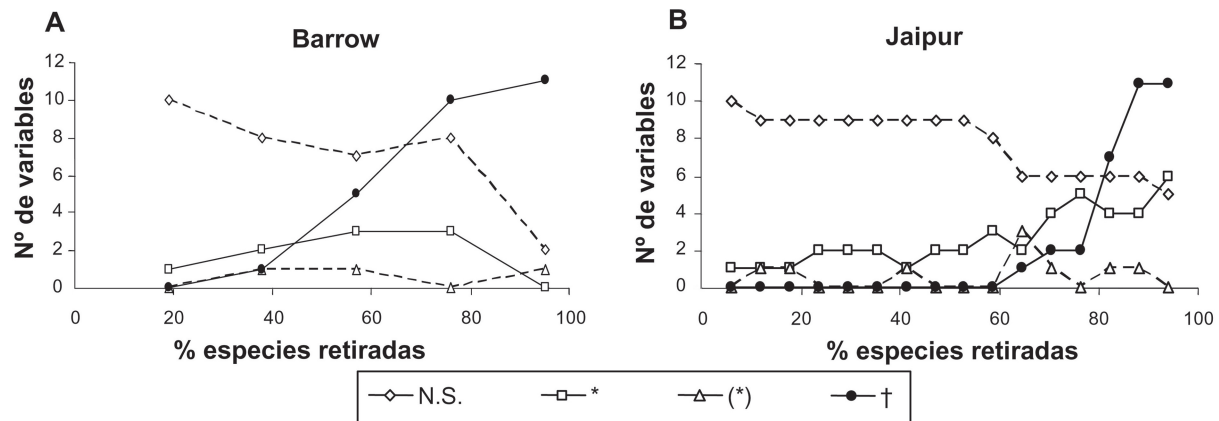 A
Barrow
Nº de variables
12
10
8
6
4
2
0
0 20 40 60 80 100
% especies retiradas
B
Jaipur
Nº de variables
12
10
8
6
4
2
0
0 20 40 60 80 100
% especies retiradas
N.S. * (*) †